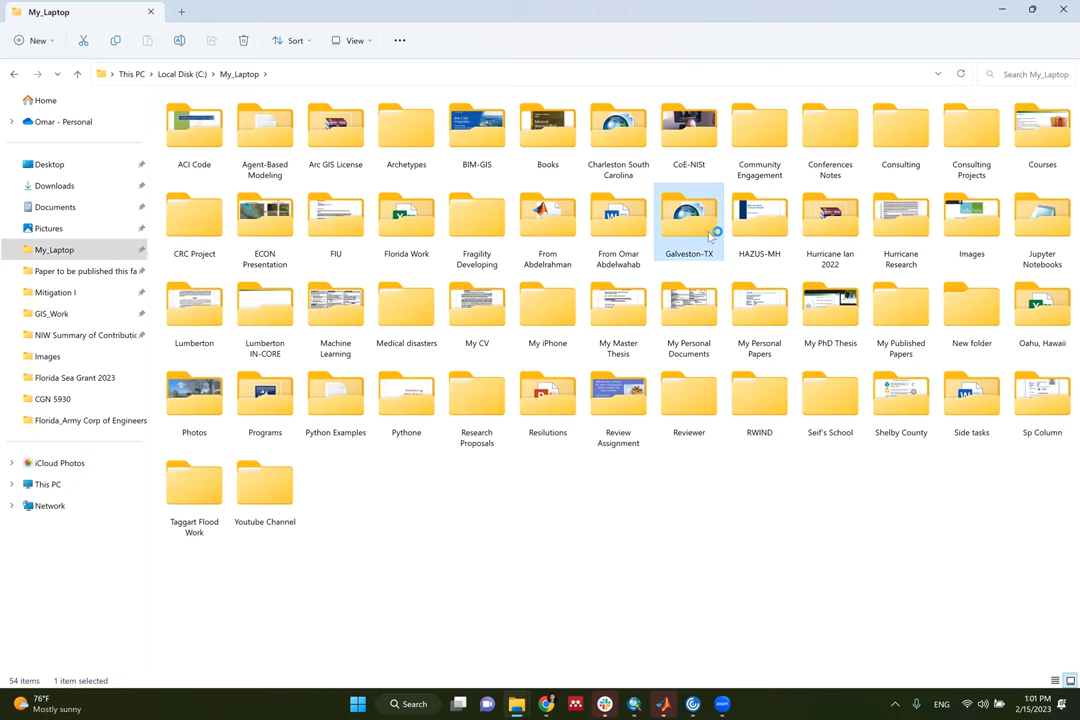 My_Laptop
New
Sort
View
This PC
Local Disk (C:)
My_Laptop
Search My_Laptop
Home
Omar - Personal
Desktop
Downloads
Documents
Pictures
My_Laptop
Paper to be published this fa
Mitigation I
GIS_Work
NIW Summary of Contributic
Images
Florida Sea Grant 2023
CGN 5930
Florida_Army Corp of Engineers
iCloud Photos
This PC
Network
ACI Code
Agent-Based
Modeling
Arc GIS License
Archetypes
BIM-GIS
Books
Charleston South
Carolina
CoE-NISt
Community
Engagement
Conferences
Notes
Consulting
Consulting
Projects
Courses
CRC Project
ECON
Presentation
FIU
Florida Work
Fragility
Developing
From
Abdelrahman
From Omar
Abdelwahab
Galveston-TX
HAZUS-MH
Hurricane Ian
2022
Hurricane
Research
Images
Jupyter
Notebooks
Lumberton
Lumberton
IN-CORE
Machine
Learning
Medical disasters
My CV
My iPhone
My Master
Thesis
My Personal
Documents
My Personal
Papers
My PhD Thesis
My Published
Papers
New folder
Oahu, Hawaii
Photos
Programs
Python Examples
Pythone
Research
Proposals
Resilutions
Review
Assignment
Reviewer
RWIND
Seif's School
Shelby County
Side tasks
Sp Column
Taggart Flood
Work
Youtube Channel
54 items
1 item selected
76°F
Mostly sunny
Search
zoom
ENG
1:01 PM
2/15/2023